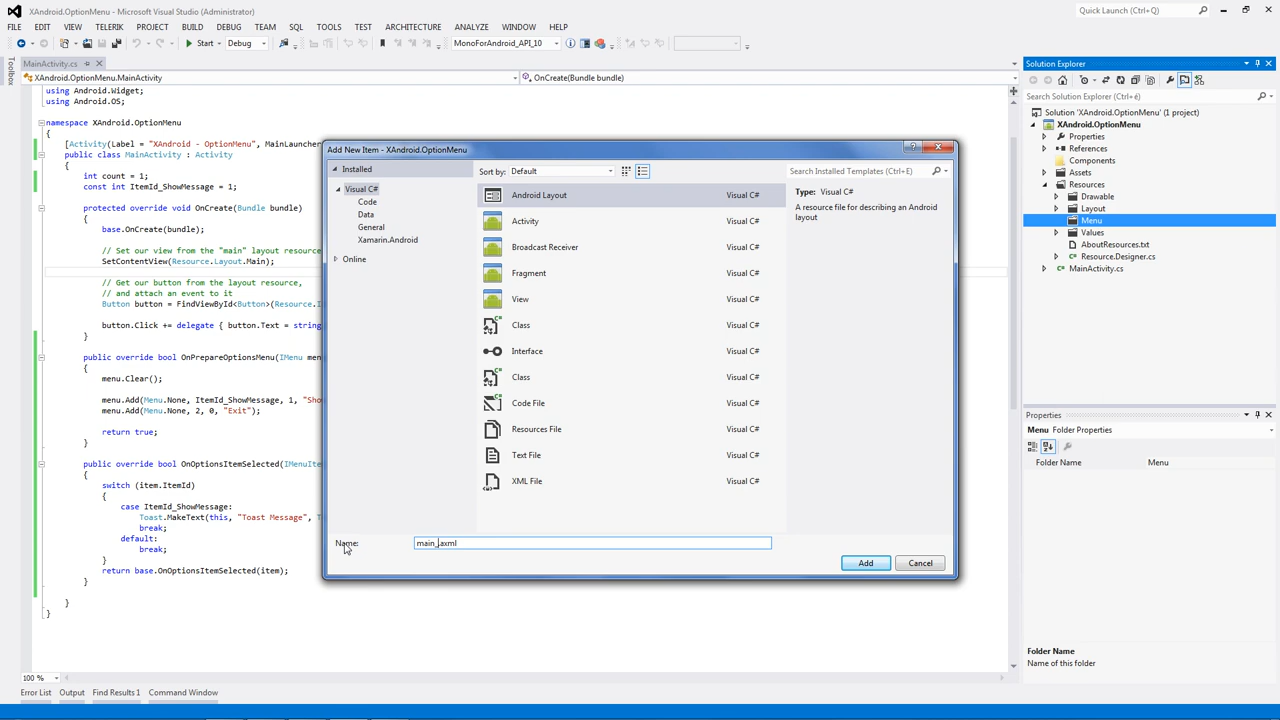 XAndroid.OptionMenu - Microsoft Visual Studio (Administrator)
Quick Launch (Ctrl+Q)
FILE EDIT VIEW TELERIK PROJECT BUILD DEBUG TEAM SQL TOOLS TEST ARCHITECTURE ANALYZE WINDOW HELP
Start Debug MonoForAndroid_API_10
Toolbox
MainActivity.cs
XAndroid.OptionMenu.MainActivity
OnCreate(Bundle bundle)
using Android.Widget;
using Android.OS;
namespace XAndroid.OptionMenu
{
[Activity(Label = "XAndroid - OptionMenu", MainLauncher
public class MainActivity : Activity
{
int count = 1;
const int ItemId_ShowMessage = 1;
protected override void OnCreate(Bundle bundle)
{
base.OnCreate(bundle);
// Set our view from the "main" layout resource
SetContentView(Resource.Layout.Main);
// Get our button from the layout resource,
// and attach an event to it
Button button = FindViewById<Button>(Resource.I
button.Click += delegate { button.Text = string
}
public override bool OnPrepareOptionsMenu(IMenu men
{
menu.Clear();
menu.Add(Menu.None, ItemId_ShowMessage, 1, "Sho
menu.Add(Menu.None, 2, 0, "Exit");
return true;
}
public override bool OnOptionsItemSelected(IMenuIte
{
switch (item.ItemId)
{
case ItemId_ShowMessage:
Toast.MakeText(this, "Toast Message", T
break;
default:
break;
}
return base.OnOptionsItemSelected(item);
}
}
}
100 %
Error List Output Find Results 1 Command Window
Add New Item - XAndroid.OptionMenu
Installed
Visual C#
Code
Data
General
Xamarin.Android
Online
Sort by: Default
Search Installed Templates (Ctrl+E)
Android Layout Visual C#
Activity Visual C#
Broadcast Receiver Visual C#
Fragment Visual C#
View Visual C#
Class Visual C#
Interface Visual C#
Class Visual C#
Code File Visual C#
Resources File Visual C#
Text File Visual C#
XML File Visual C#
Type: Visual C#
A resource file for describing an Android
layout
Name: main_.axml
Add Cancel
Solution Explorer
Search Solution Explorer (Ctrl+é)
Solution 'XAndroid.OptionMenu' (1 project)
XAndroid.OptionMenu
Properties
References
Components
Assets
Resources
Drawable
Layout
Menu
Values
AboutResources.txt
Resource.Designer.cs
MainActivity.cs
Properties
Menu Folder Properties
Folder Name Menu
Folder Name
Name of this folder